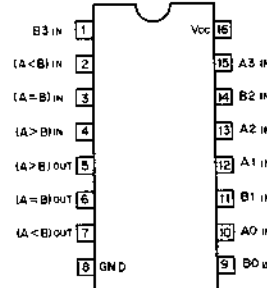 B3 IN 1
(A<B) IN 2
(A=B) IN 3
(A>B) IN 4
(A>B) OUT 5
(A=B) OUT 6
(A<B) OUT 7
8 GND
Vcc 16
15 A3 IN
14 B2 IN
13 A2 IN
12 A1 IN
11 B1 IN
10 A0 IN
9 B0 IN